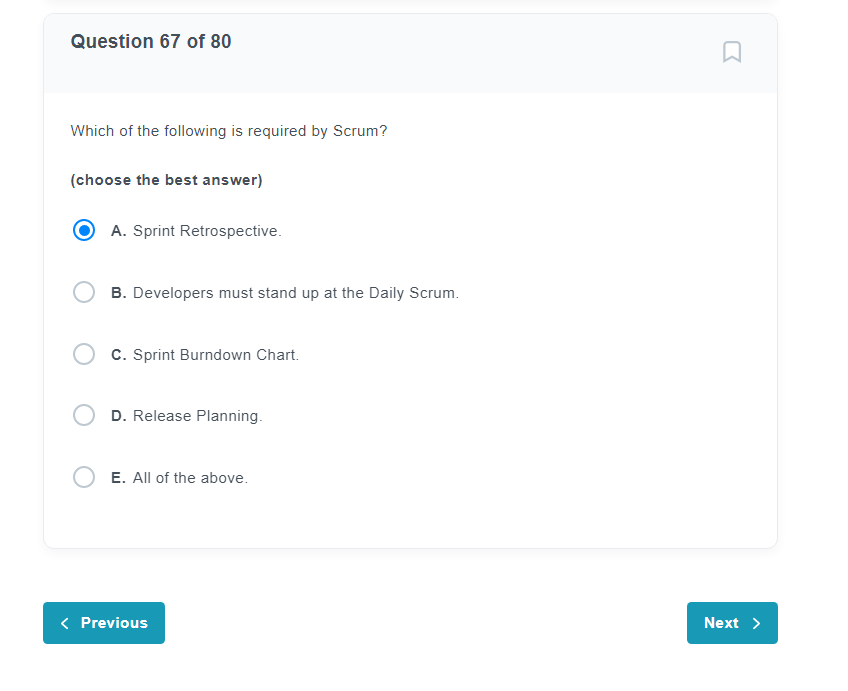 Question 67 of 80
Which of the following is required by Scrum?
(choose the best answer)
A. Sprint Retrospective.
B. Developers must stand up at the Daily Scrum.
C. Sprint Burndown Chart.
D. Release Planning.
E. All of the above.
Previous
Next